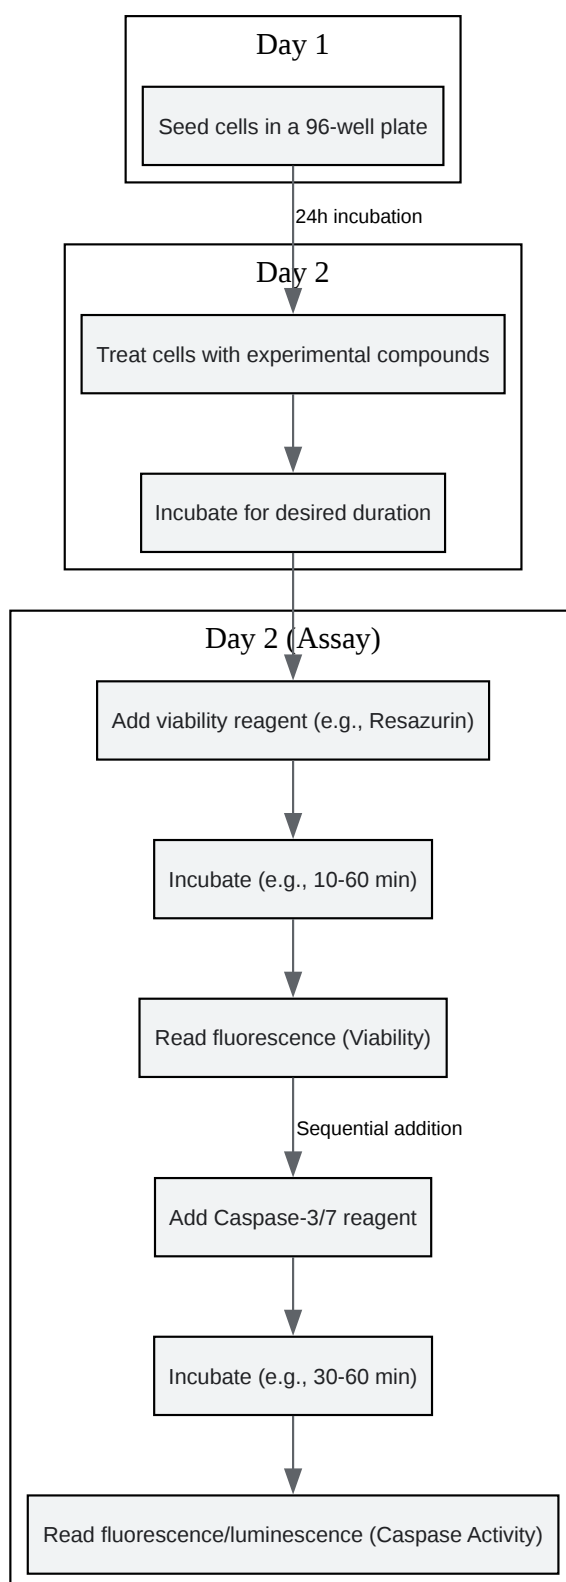 Day 1
Seed cells in a 96-well plate
24h incubation
Day 2
Treat cells with experimental compounds
Incubate for desired duration
Day 2 (Assay)
Add viability reagent (e.g., Resazurin)
Incubate (e.g., 10-60 min)
Read fluorescence (Viability)
Sequential addition
Add Caspase-3/7 reagent
Incubate (e.g., 30-60 min)
Read fluorescence/luminescence (Caspase Activity)